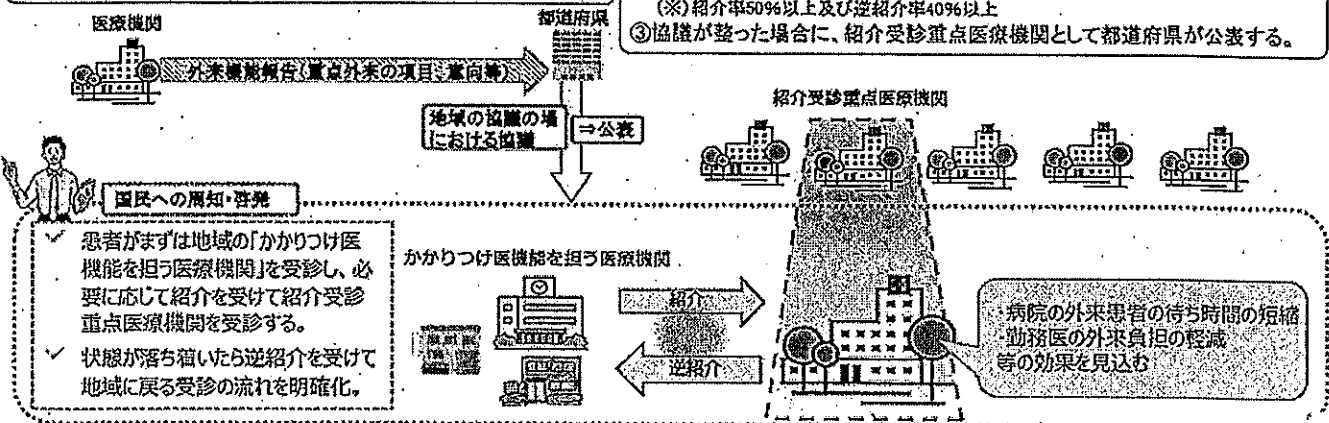 (※)紹介率50%以上及び逆紹介率40%以上
③協議が整った場合に、紹介受診重点医療機関として都道府県が公表する。
医療機関
都道府県
外来機能報告(重点外来の項目、意向等)
地域の協議の場
における協議
⇒公表
紹介受診重点医療機関
国民への周知・啓発
✓ 患者がまずは地域の「かかりつけ医
機能を担う医療機関」を受診し、必
要に応じて紹介を受けて紹介受診
重点医療機関を受診する。
✓ 状態が落ち着いたら逆紹介を受けて
地域に戻る受診の流れを明確化。
かかりつけ医機能を担う医療機関
紹介
逆紹介
・病院の外来患者の待ち時間の短縮
・勤務医の外来負担の軽減
等の効果を見込む